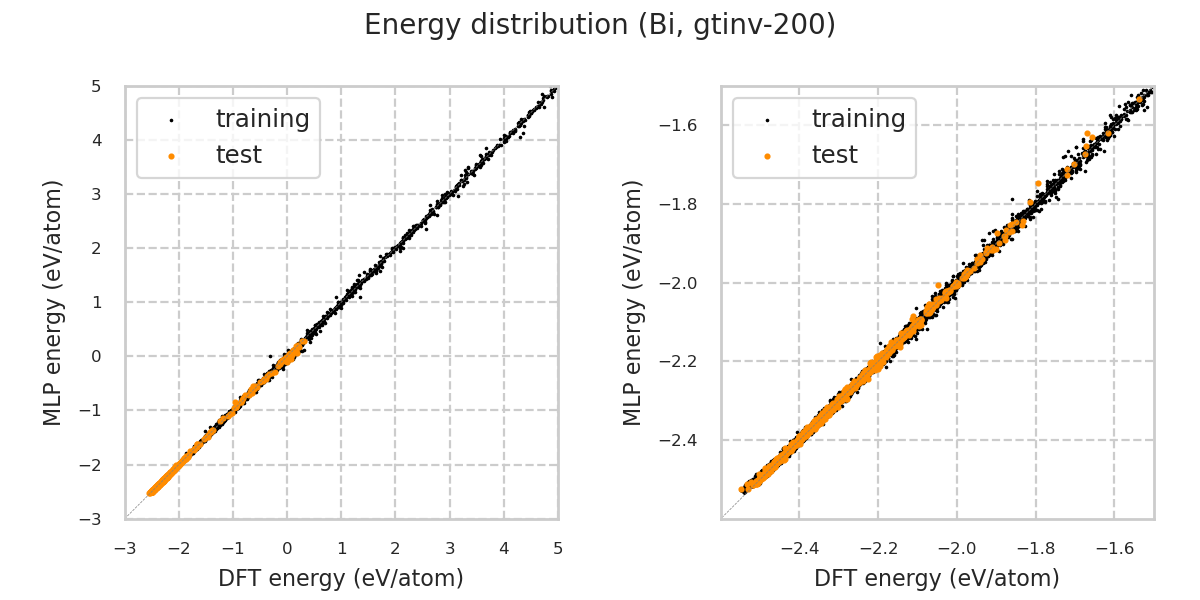 Energy distribution (Bi, gtinv-200)
training
test
5
4
3
2
1
0
−1
−2
−3
−3 −2 −1 0 1 2 3 4 5
MLP energy (eV/atom)
DFT energy (eV/atom)
training
test
−1.6
−1.8
−2.0
−2.2
−2.4
−2.4 −2.2 −2.0 −1.8 −1.6
MLP energy (eV/atom)
DFT energy (eV/atom)